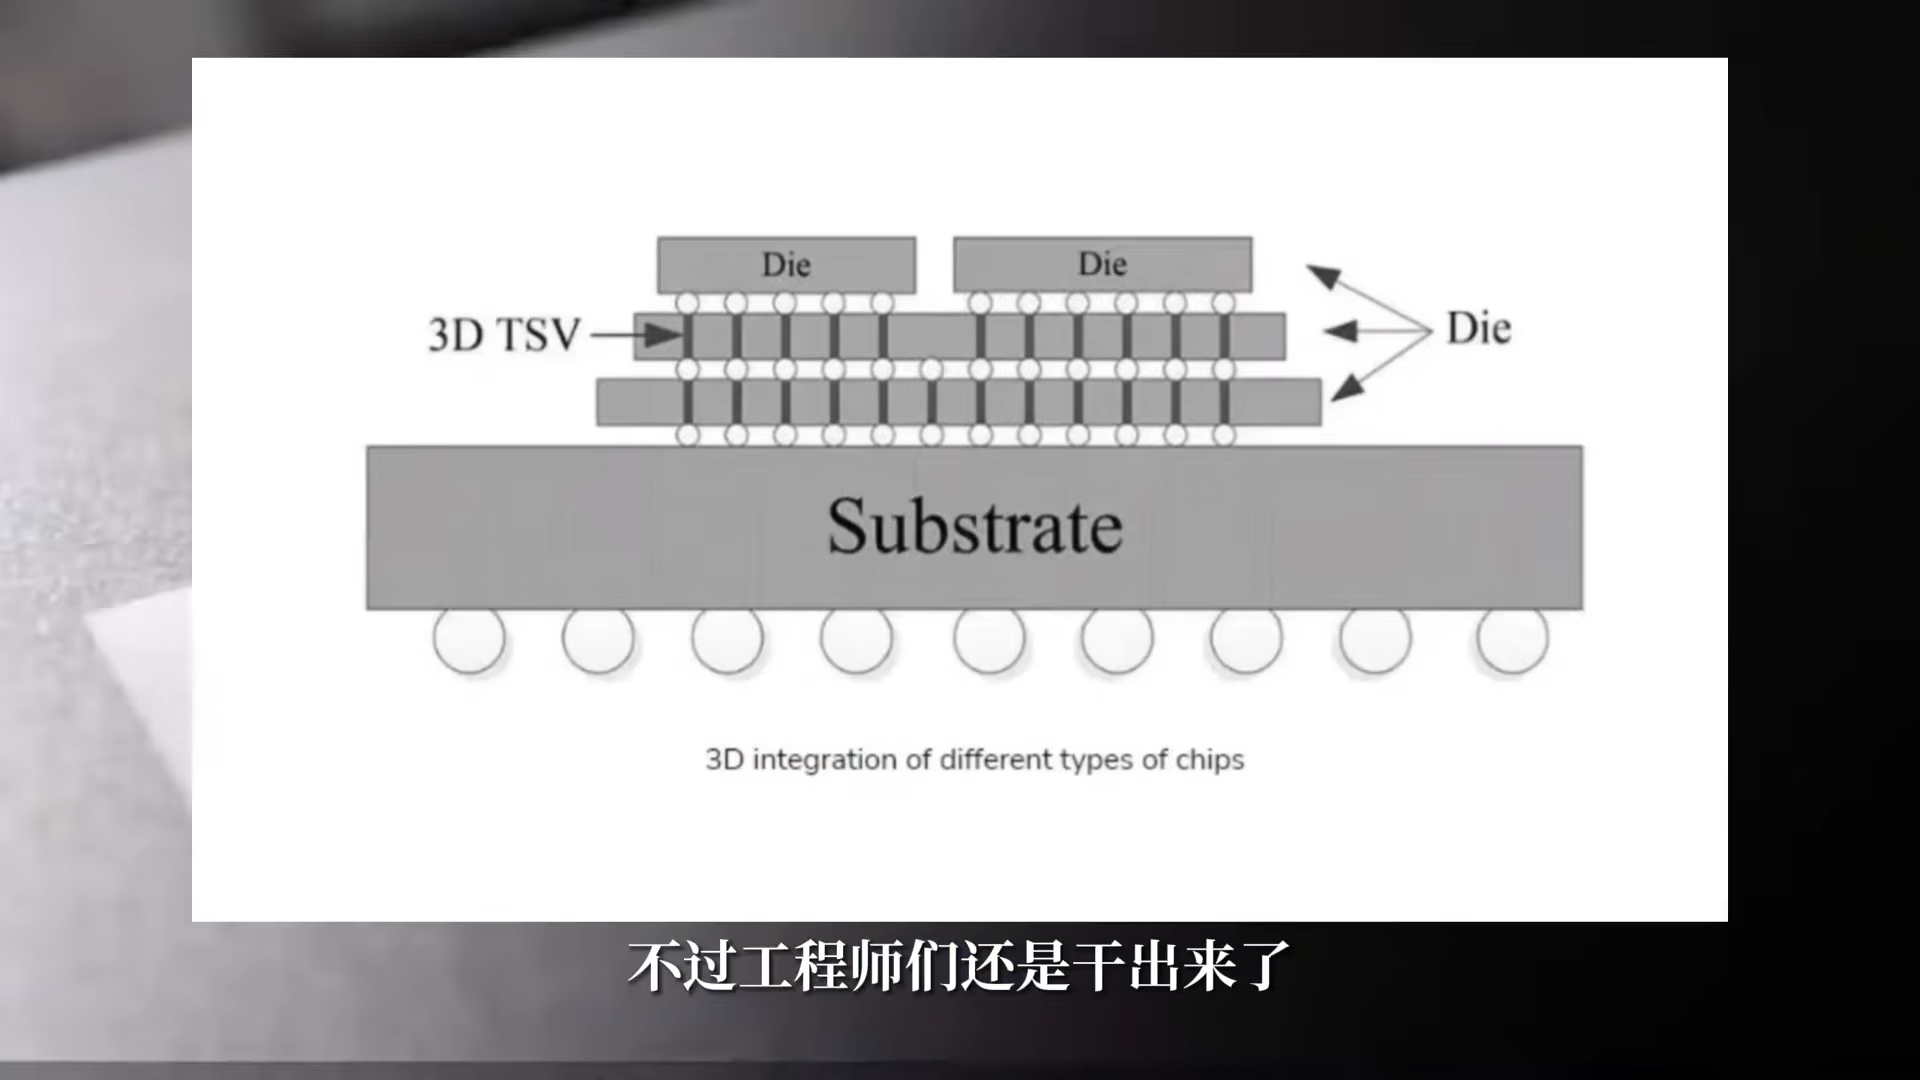 Die
Die
3D TSV
Die
Substrate
3D integration of different types of chips
不过工程师们还是干出来了